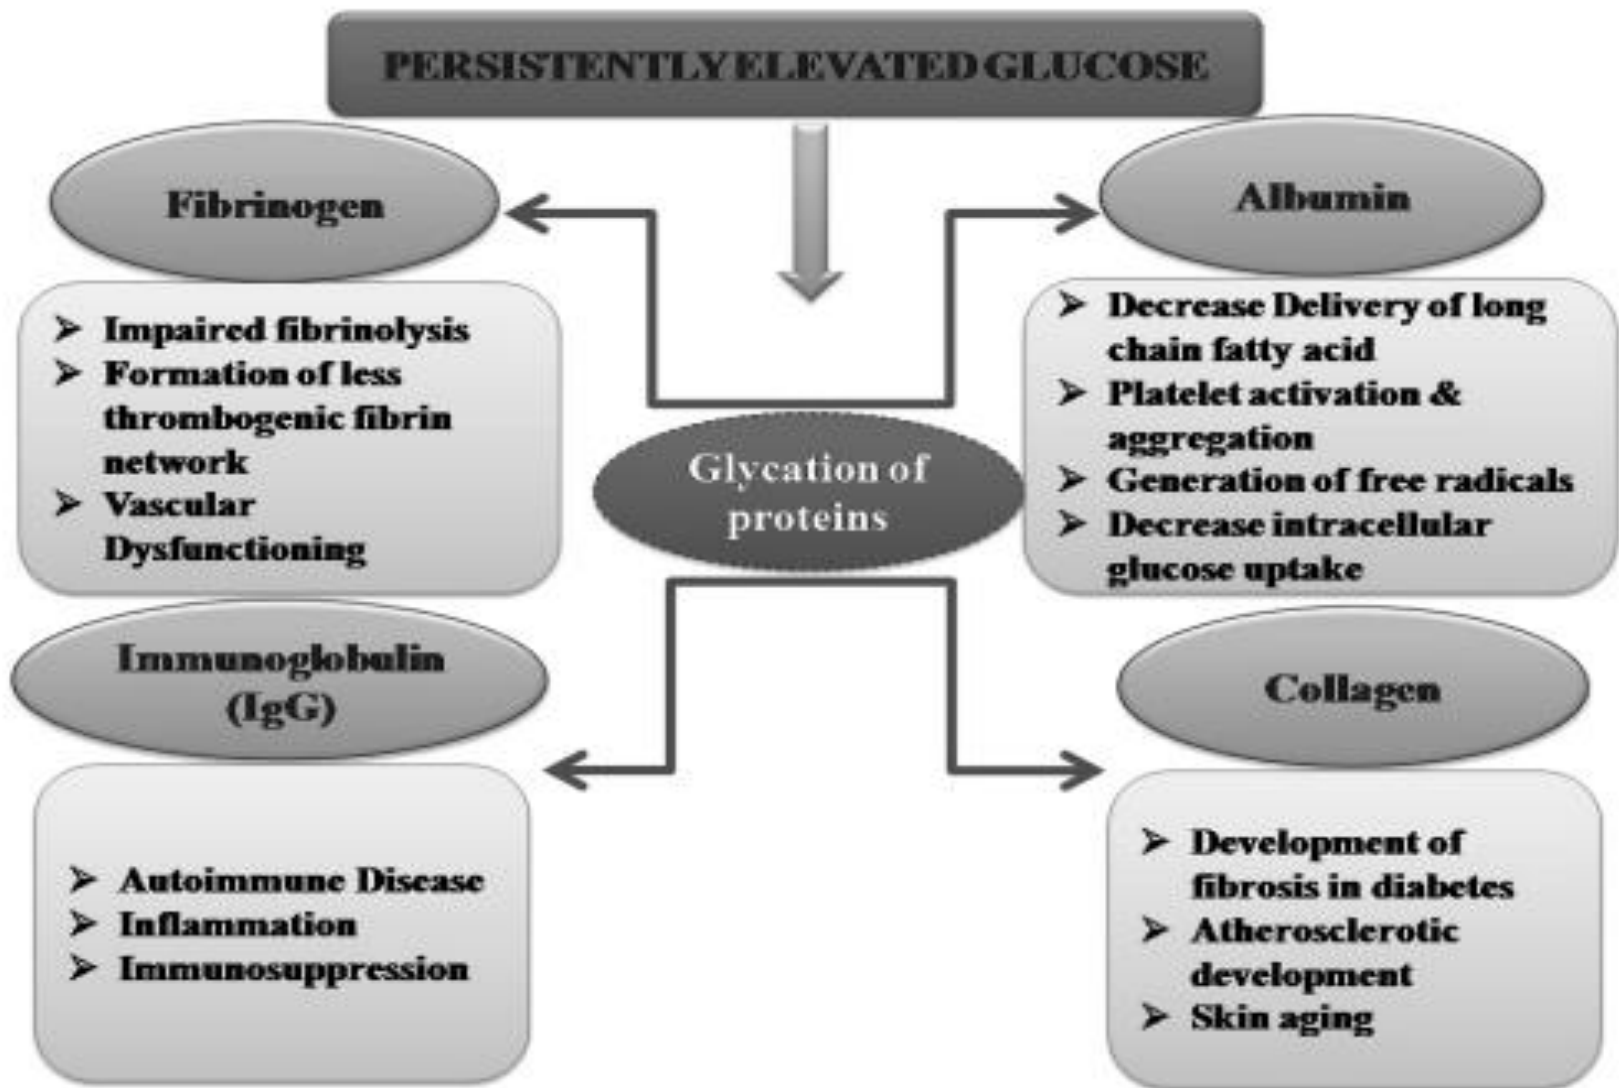 PERSISTENTLY ELEVATED GLUCOSE
Fibrinogen
➢ Impaired fibrinolysis
➢ Formation of less
thrombogenic fibrin
network
➢ Vascular
Dysfunctioning
Albumin
➢ Decrease Delivery of long
chain fatty acid
➢ Platelet activation &
aggregation
➢ Generation of free radicals
➢ Decrease intracellular
glucose uptake
Glycation of
proteins
Immunoglobulin
(IgG)
➢ Autoimmune Disease
➢ Inflammation
➢ Immunosuppression
Collagen
➢ Development of
fibrosis in diabetes
➢ Atherosclerotic
development
➢ Skin aging